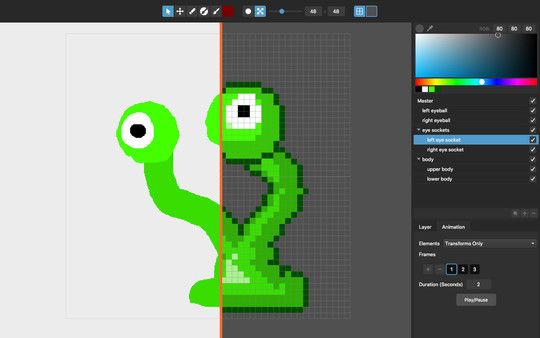 48 - 48
RGB: 80 80 80
Master
left eyeball
right eyeball
eye sockets
left eye socket
right eye socket
body
upper body
lower body
Layer Animation
Elements Transforms Only
Frames
1 2 3
Duration (Seconds) 2
Play/Pause